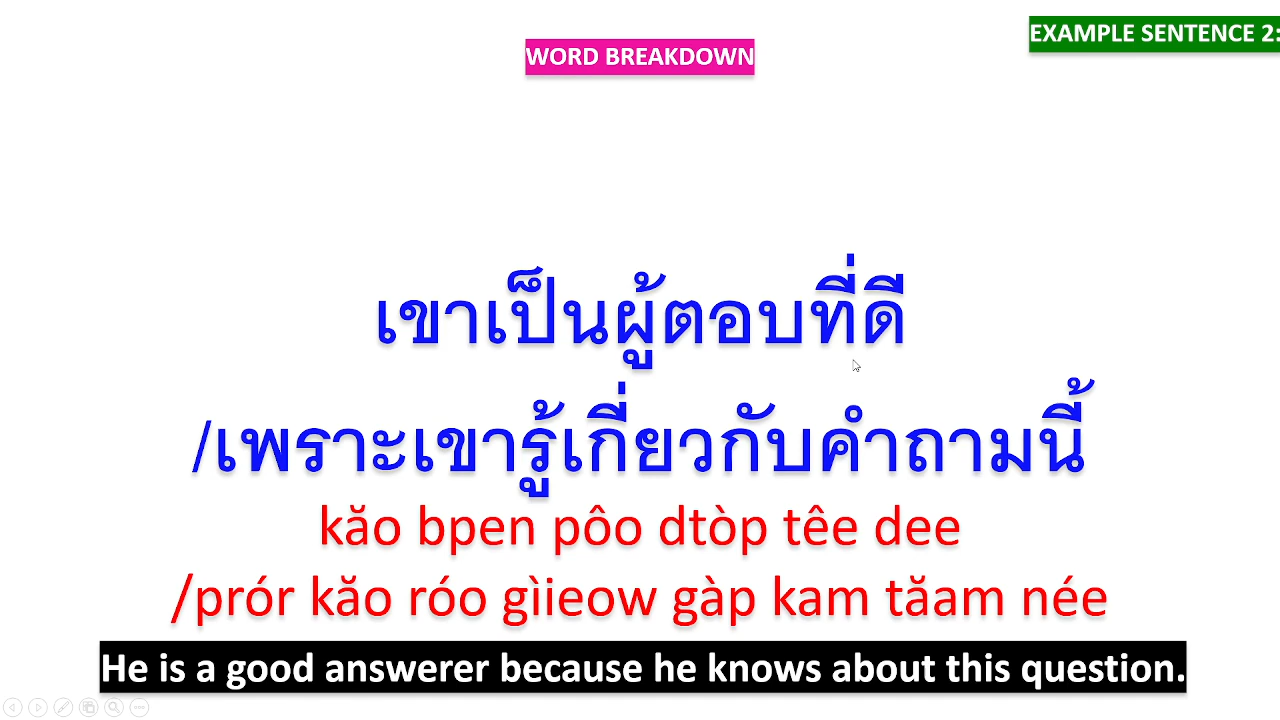 EXAMPLE SENTENCE 2:
WORD BREAKDOWN
เขาเป็นผู้ตอบที่ดี
/เพราะเขารู้เกี่ยวกับคำถามนี้
kăo bpen pôo dtòp têe dee
/prór kăo róo gìieow gàp kam tăam née
He is a good answerer because he knows about this question.